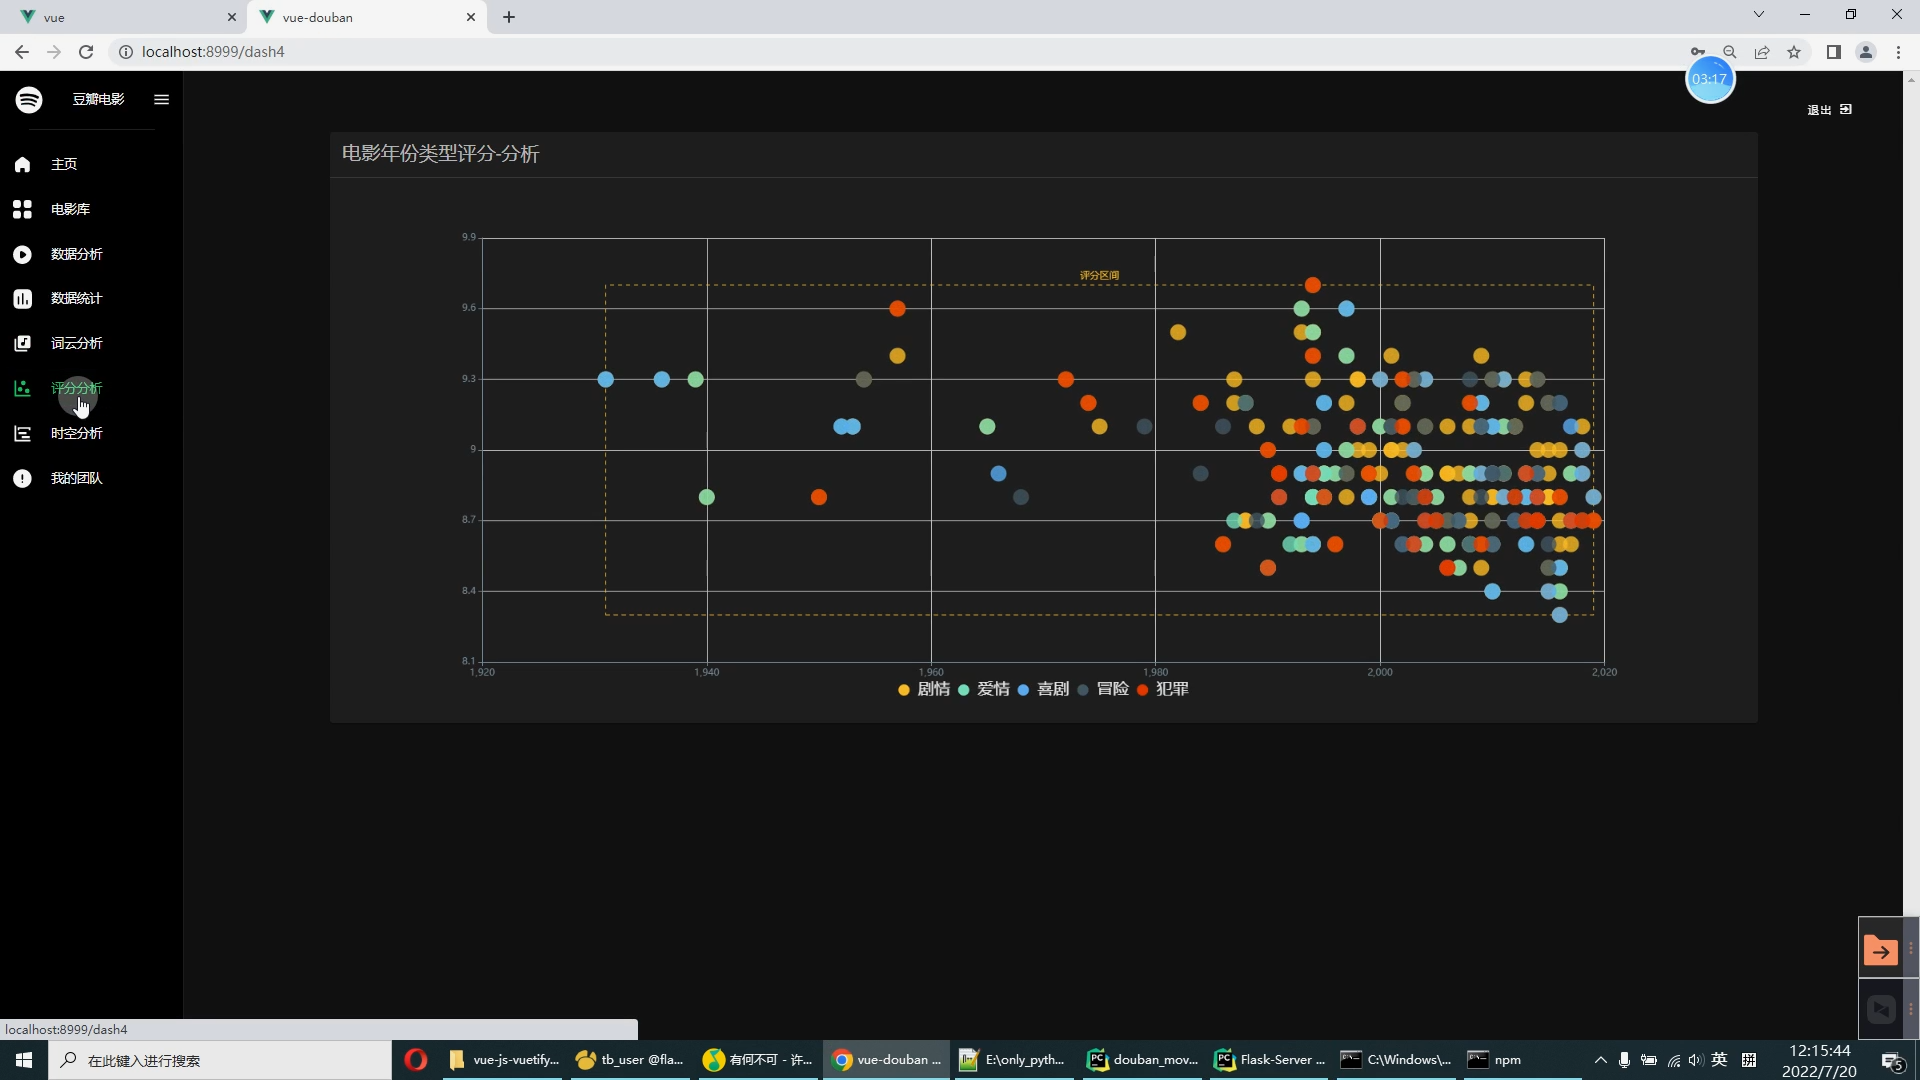 vue
vue-douban
localhost:8999/dash4
03:17
豆瓣电影
退出
主页
电影库
数据分析
数据统计
词云分析
评分分析
时空分析
我的团队
电影年份类型评分-分析
评分区间
9.9
9.6
9.3
9
8.7
8.4
8.1
1,920
1,940
1,960
1,980
2,000
2,020
剧情 爱情 喜剧 冒险 犯罪
localhost:8999/dash4
在此键入进行搜索
vue-js-vuetify...
tb_user @fla...
有何不可 - 许...
vue-douban ...
E:\only_pyth...
douban_mov...
Flask-Server ...
C:\Windows\...
npm
英
拼
12:15:44
2022/7/20
5